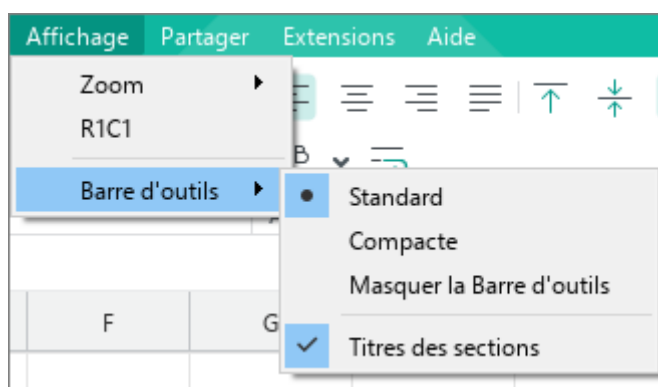 Affichage Partager Extensions Aide
Zoom
R1C1
Barre d'outils
Standard
Compacte
Masquer la Barre d'outils
F G
Titres des sections